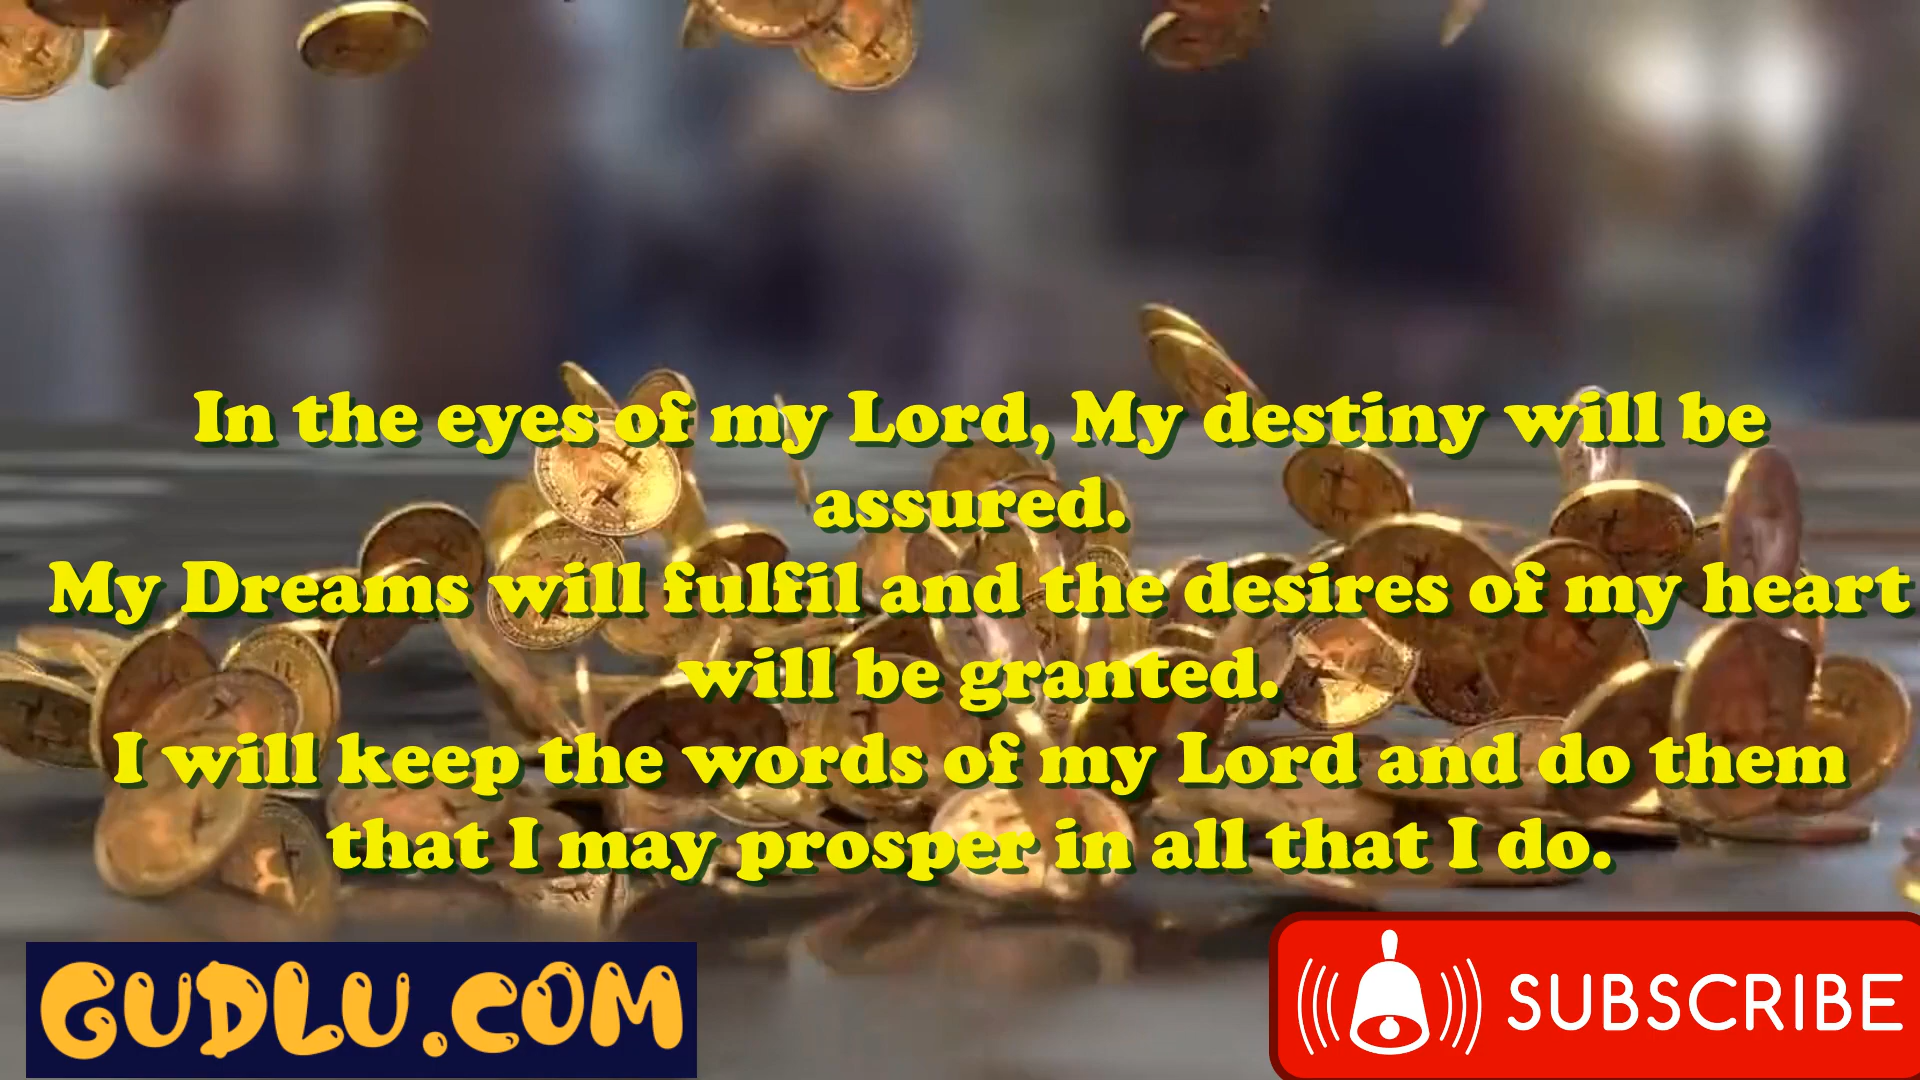 In the eyes of my Lord, My destiny will be
assured.
My Dreams will fulfil and the desires of my heart
will be granted.
I will keep the words of my Lord and do them
that I may prosper in all that I do.
GUDLU.COM
SUBSCRIBE